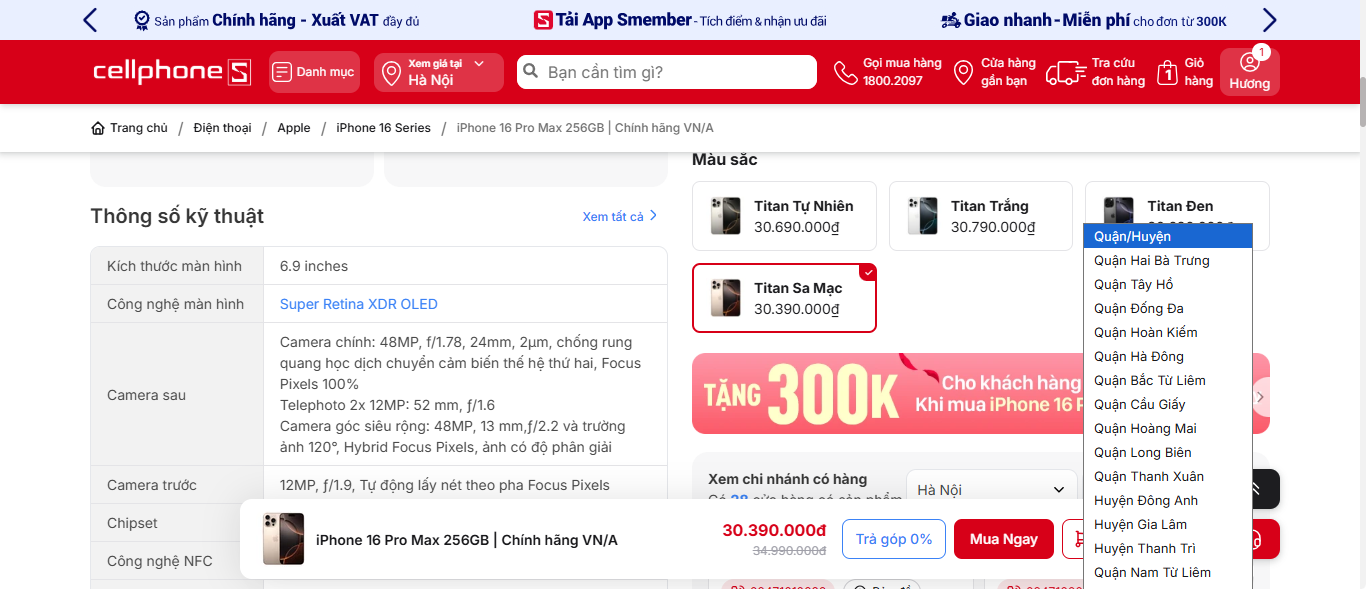 Sản phẩm Chính hãng - Xuất VAT đầy đủ
Tải App Smember - Tích điểm & nhận ưu đãi
Giao nhanh - Miễn phí cho đơn từ 300K
cellphoneS
Danh mục
Xem giá tại
Hà Nội
Bạn cần tìm gì?
Gọi mua hàng
1800.2097
Cửa hàng
gần bạn
Tra cứu
đơn hàng
1
Giỏ
hàng
1
Hương
Trang chủ / Điện thoại / Apple / iPhone 16 Series / iPhone 16 Pro Max 256GB | Chính hãng VN/A
Thông số kỹ thuật
Xem tất cả
Kích thước màn hình
6.9 inches
Công nghệ màn hình
Super Retina XDR OLED
Camera sau
Camera chính: 48MP, f/1.78, 24mm, 2µm, chống rung
quang học dịch chuyển cảm biến thế hệ thứ hai, Focus
Pixels 100%
Telephoto 2x 12MP: 52 mm, ƒ/1.6
Camera góc siêu rộng: 48MP, 13 mm,ƒ/2.2 và trường
ảnh 120°, Hybrid Focus Pixels, ảnh có độ phân giải
Camera trước
12MP, ƒ/1.9, Tự động lấy nét theo pha Focus Pixels
Chipset
Công nghệ NFC
Màu sắc
Titan Tự Nhiên
30.690.000₫
Titan Trắng
30.790.000₫
Titan Đen
Titan Sa Mạc
30.390.000₫
TẶNG 300K
Cho khách hàng
Khi mua iPhone 16 P
Xem chi nhánh có hàng
Có 28 cửa hàng có sản phẩm
Hà Nội
Quận/Huyện
Quận Hai Bà Trưng
Quận Tây Hồ
Quận Đống Đa
Quận Hoàn Kiếm
Quận Hà Đông
Quận Bắc Từ Liêm
Quận Cầu Giấy
Quận Hoàng Mai
Quận Long Biên
Quận Thanh Xuân
Huyện Đông Anh
Huyện Gia Lâm
Huyện Thanh Trì
Quận Nam Từ Liêm
iPhone 16 Pro Max 256GB | Chính hãng VN/A
30.390.000đ
34.990.000đ
Trả góp 0%
Mua Ngay